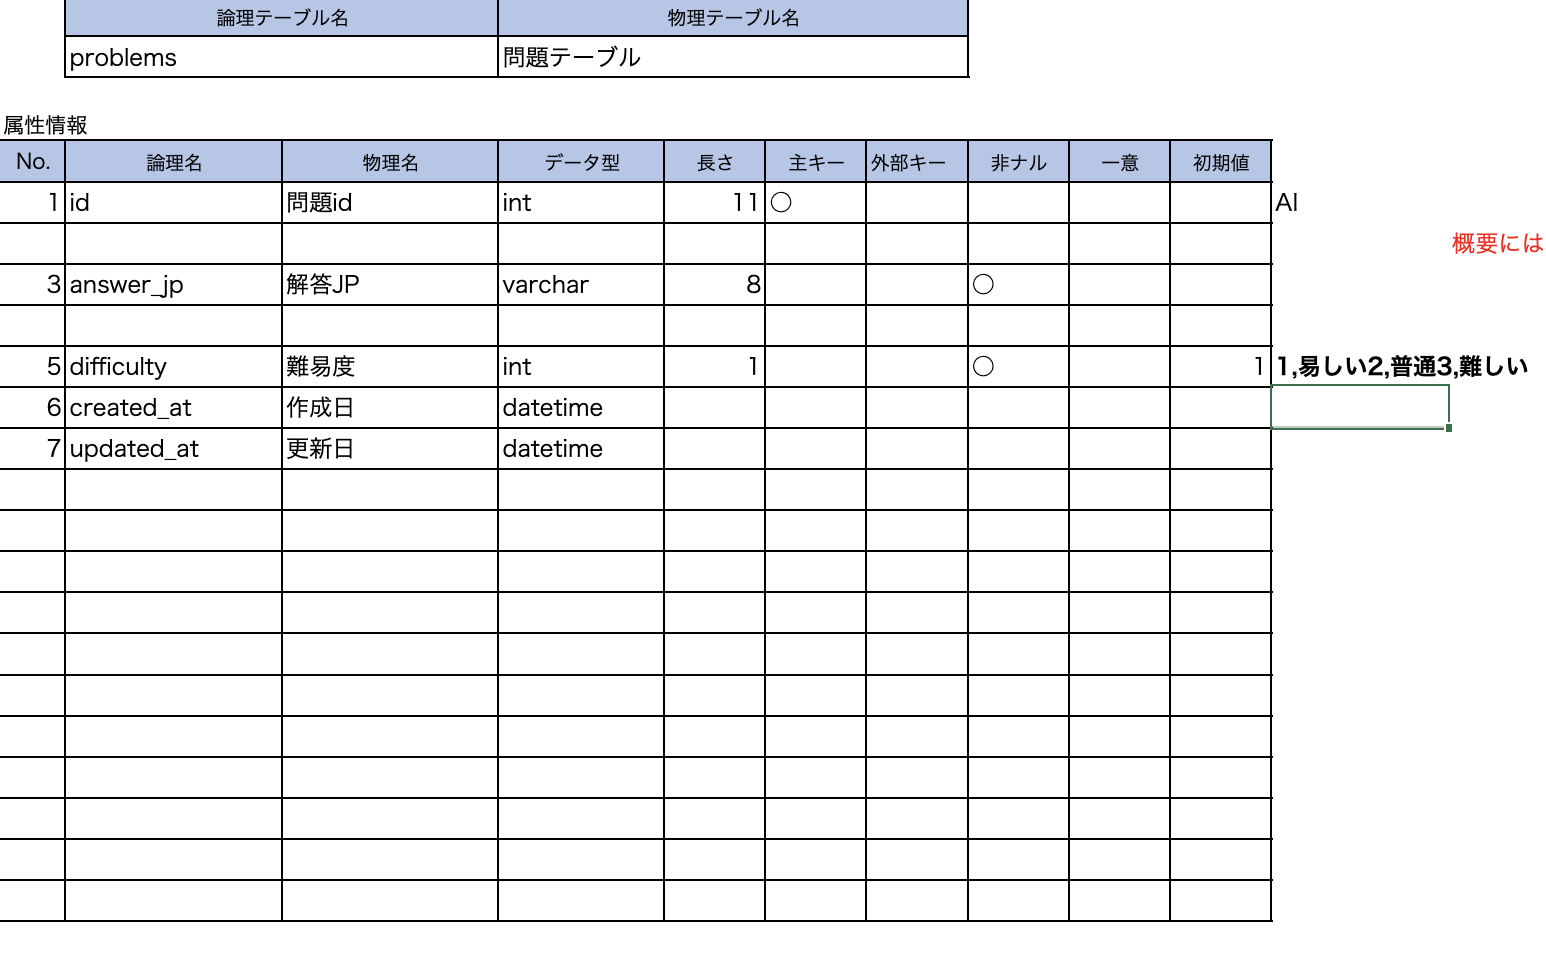 論理テーブル名 物理テーブル名
problems 問題テーブル
属性情報
No. 論理名 物理名 データ型 長さ 主キー 外部キー 非ナル 一意 初期値
1 id 問題id int 11 ○ AI
概要には
3 answer_jp 解答JP varchar 8 ○
5 difficulty 難易度 int 1 ○ 1 1,易しい2,普通3,難しい
6 created_at 作成日 datetime
7 updated_at 更新日 datetime